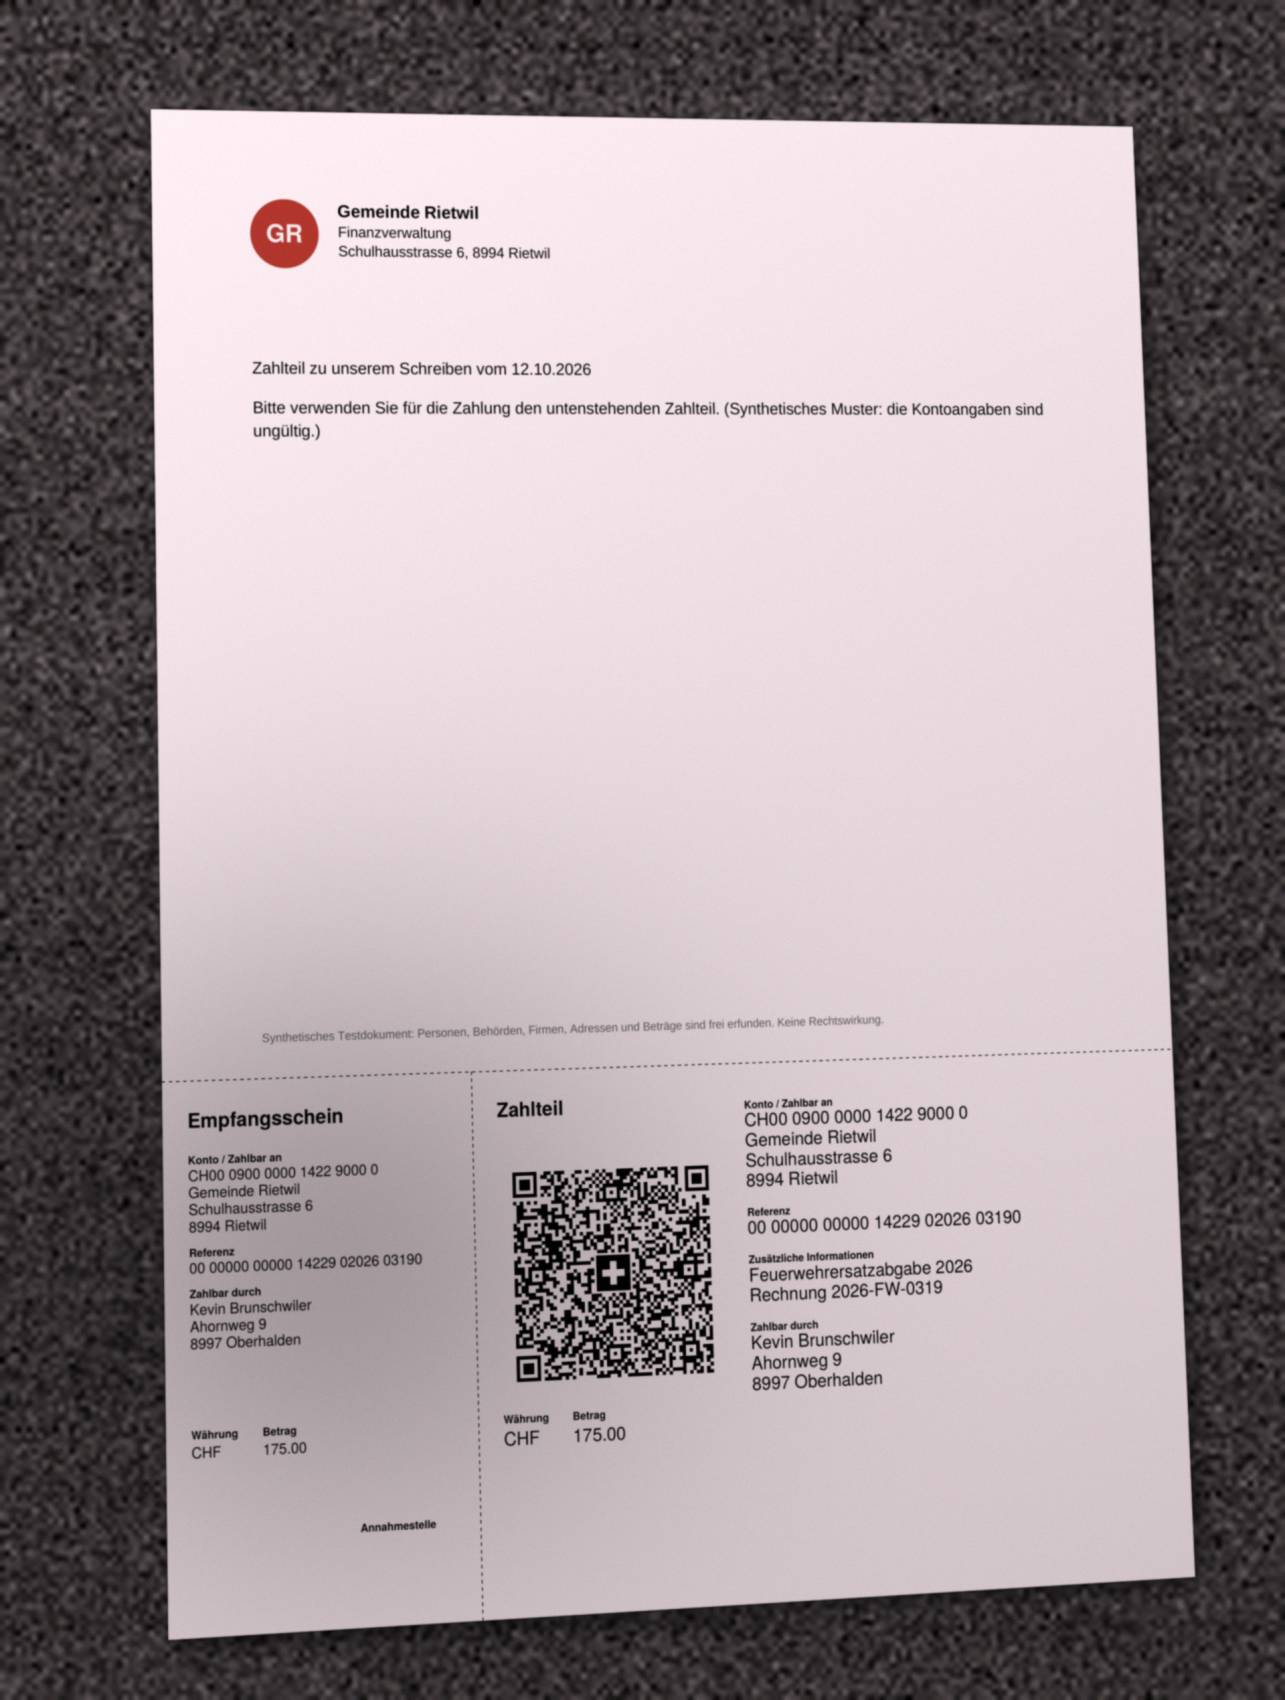 GR
Gemeinde Rietwil
Finanzverwaltung
Schulhausstrasse 6, 8994 Rietwil
Zahlteil zu unserem Schreiben vom 12.10.2026
Bitte verwenden Sie für die Zahlung den untenstehenden Zahlteil. (Synthetisches Muster: die Kontoangaben sind
ungültig.)
Synthetisches Testdokument: Personen, Behörden, Firmen, Adressen und Beträge sind frei erfunden. Keine Rechtswirkung.
Empfangsschein
Konto / Zahlbar an
CH00 0900 0000 1422 9000 0
Gemeinde Rietwil
Schulhausstrasse 6
8994 Rietwil
Referenz
00 00000 00000 14229 02026 03190
Zahlbar durch
Kevin Brunschwiler
Ahornweg 9
8997 Oberhalden
Währung Betrag
CHF 175.00
Annahmestelle
Zahlteil
Währung Betrag
CHF 175.00
Konto / Zahlbar an
CH00 0900 0000 1422 9000 0
Gemeinde Rietwil
Schulhausstrasse 6
8994 Rietwil
Referenz
00 00000 00000 14229 02026 03190
Zusätzliche Informationen
Feuerwehrersatzabgabe 2026
Rechnung 2026-FW-0319
Zahlbar durch
Kevin Brunschwiler
Ahornweg 9
8997 Oberhalden